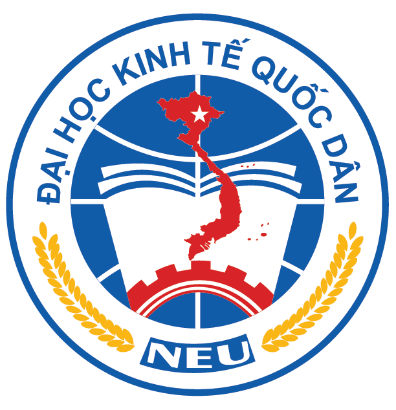 ĐẠI HỌC KINH TẾ QUỐC DÂN
NEU